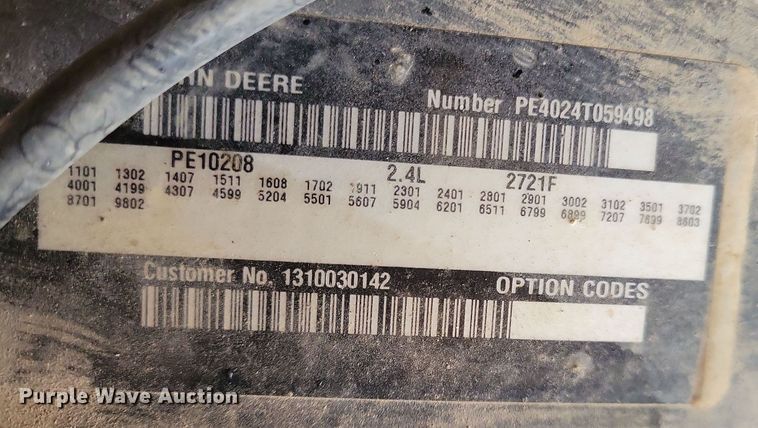 HN DEERE
Number PE4024T059498
PE10208 2.4L 2721F
1101 1302 1407 1511 1608 1702 1911 2301 2401 2801 2901 3002 3102 3501 3702
4001 4199 4307 4599 5204 5501 5607 5904 6201 6511 6799 6899 7207 7699 8603
8701 9802
Customer No. 1310030142 OPTION CODES
Purple Wave Auction